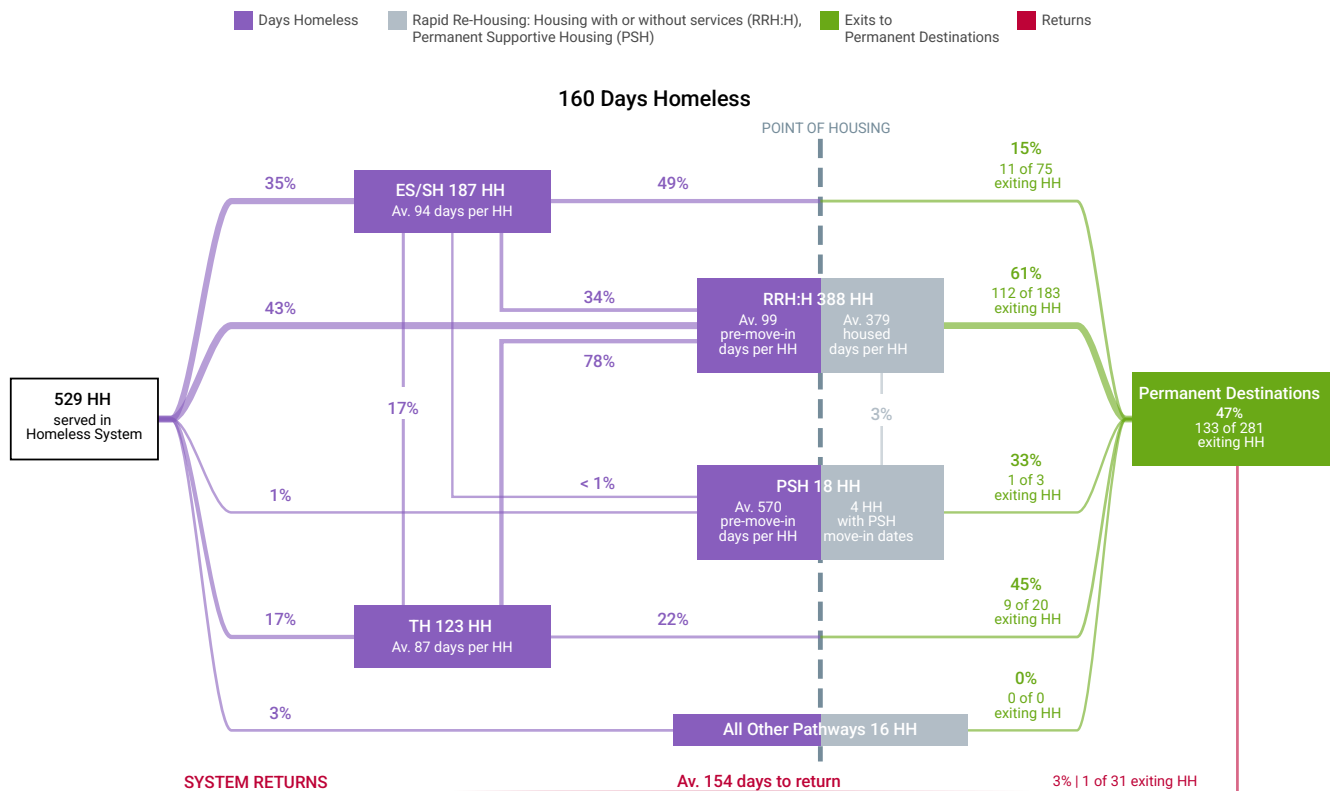 Days Homeless
Rapid Re-Housing: Housing with or without services (RRH:H),
Permanent Supportive Housing (PSH)
Exits to
Permanent Destinations
Returns
160 Days Homeless
POINT OF HOUSING
15%
11 of 75
exiting HH
35%
ES/SH 187 HH
Av. 94 days per HH
49%
61%
112 of 183
exiting HH
43%
34%
RRH:H 388 HH
Av. 99
pre-move-in
days per HH
Av. 379
housed
days per HH
78%
529 HH
served in
Homeless System
17%
3%
Permanent Destinations
47%
133 of 281
exiting HH
33%
1 of 3
exiting HH
1%
< 1%
PSH 18 HH
Av. 570
pre-move-in
days per HH
4 HH
with PSH
move-in dates
45%
9 of 20
exiting HH
17%
TH 123 HH
Av. 87 days per HH
22%
0%
0 of 0
exiting HH
3%
All Other Pathways 16 HH
SYSTEM RETURNS
Av. 154 days to return
3% | 1 of 31 exiting HH